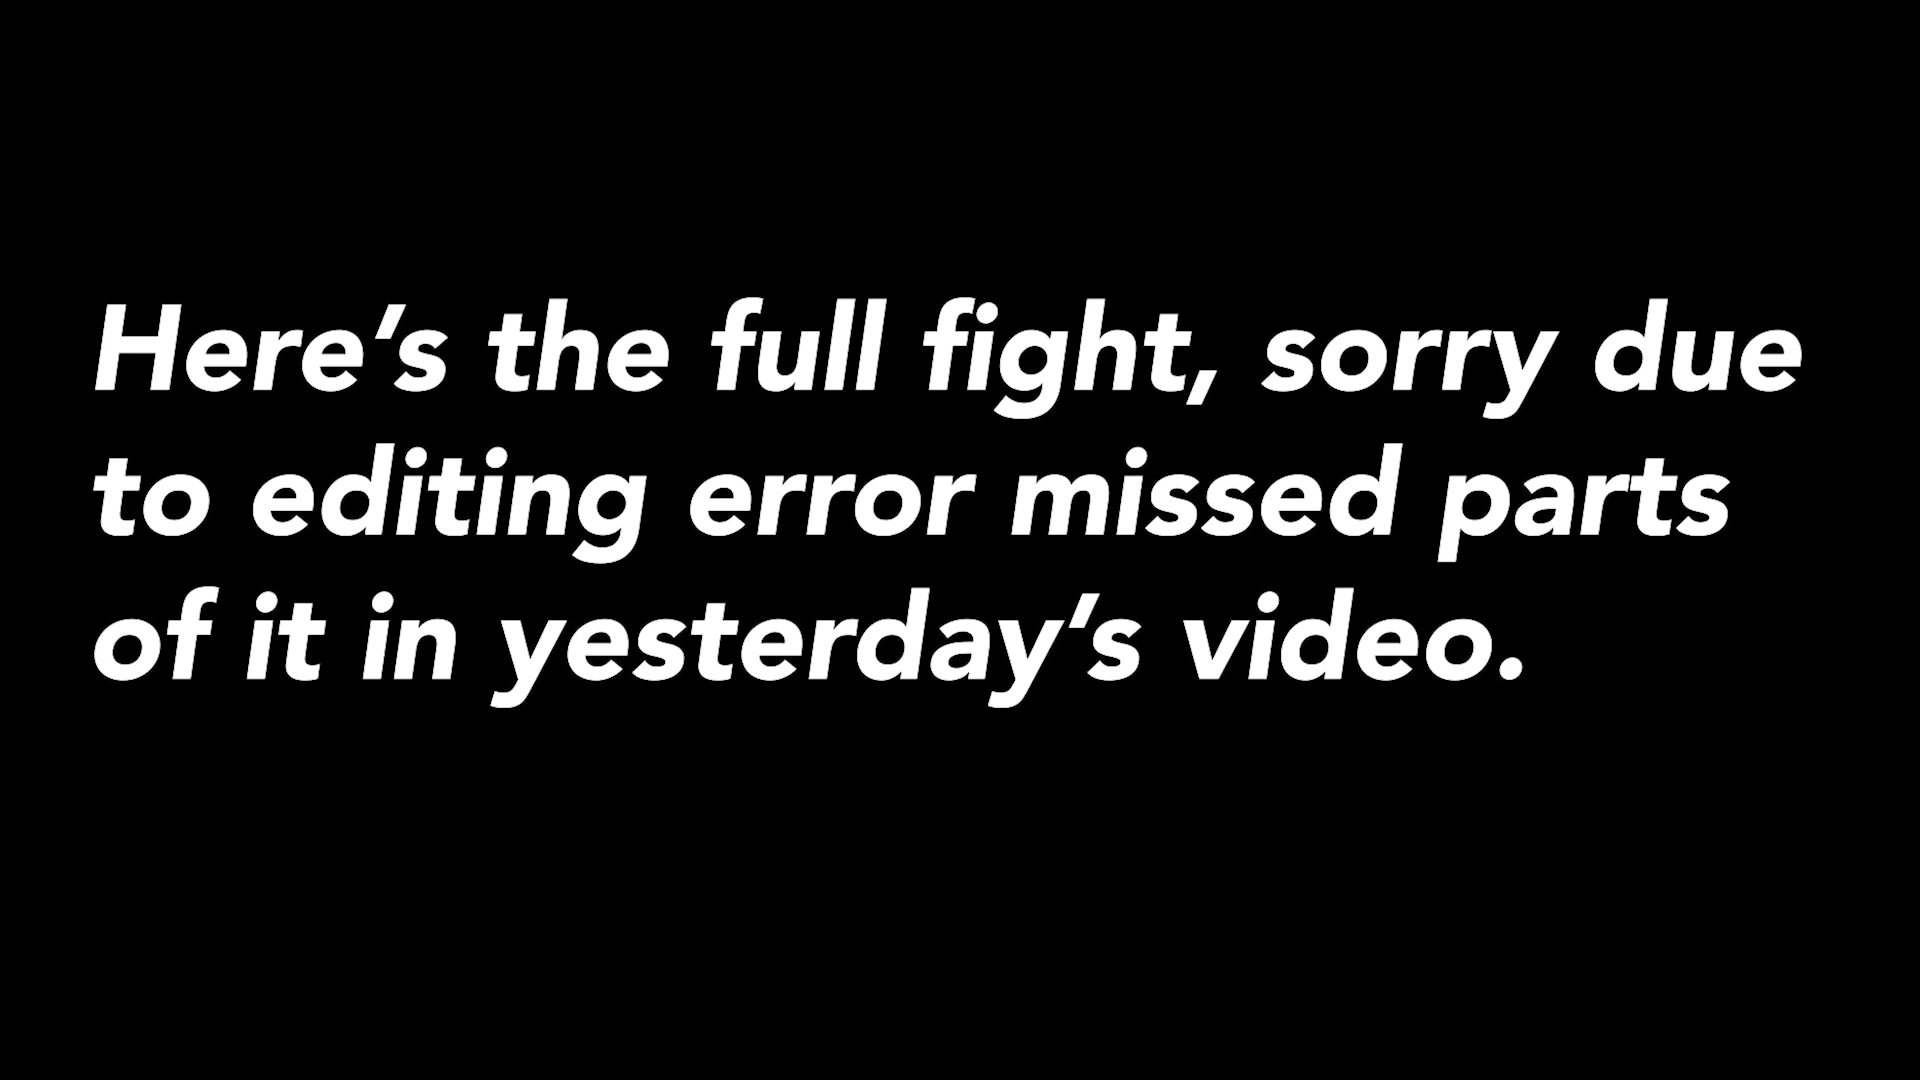 Here’s the full fight, sorry due
to editing error missed parts
of it in yesterday’s video.